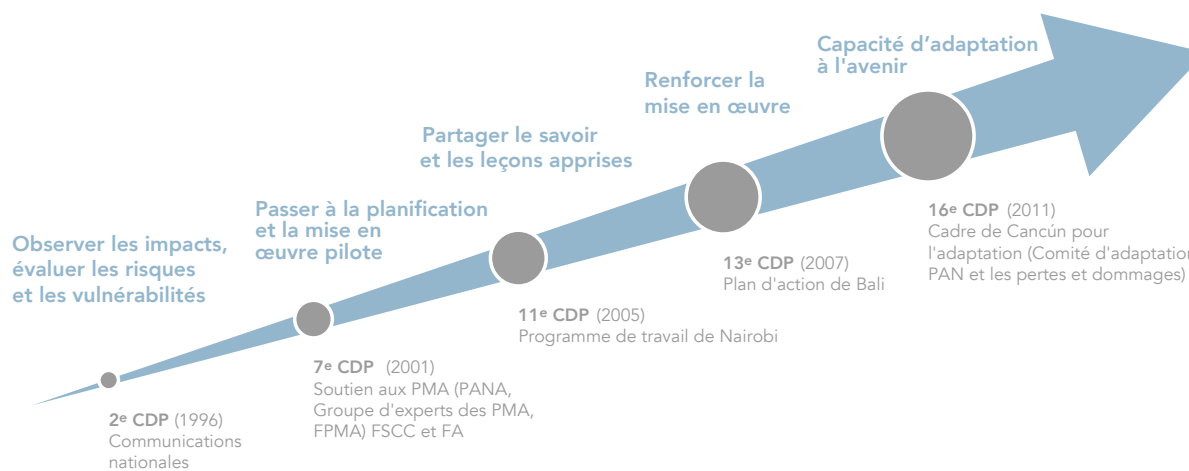 Observer les impacts,
évaluer les risques
et les vulnérabilités
2e CDP (1996)
Communications
nationales
Passer à la planification
et la mise en
œuvre pilote
7e CDP (2001)
Soutien aux PMA (PANA,
Groupe d'experts des PMA,
FPMA) FSCC et FA
Partager le savoir
et les leçons apprises
11e CDP (2005)
Programme de travail de Nairobi
Renforcer la
mise en œuvre
13e CDP (2007)
Plan d'action de Bali
Capacité d’adaptation
à l'avenir
16e CDP (2011)
Cadre de Cancún pour
l'adaptation (Comité d'adaptation
PAN et les pertes et dommages)